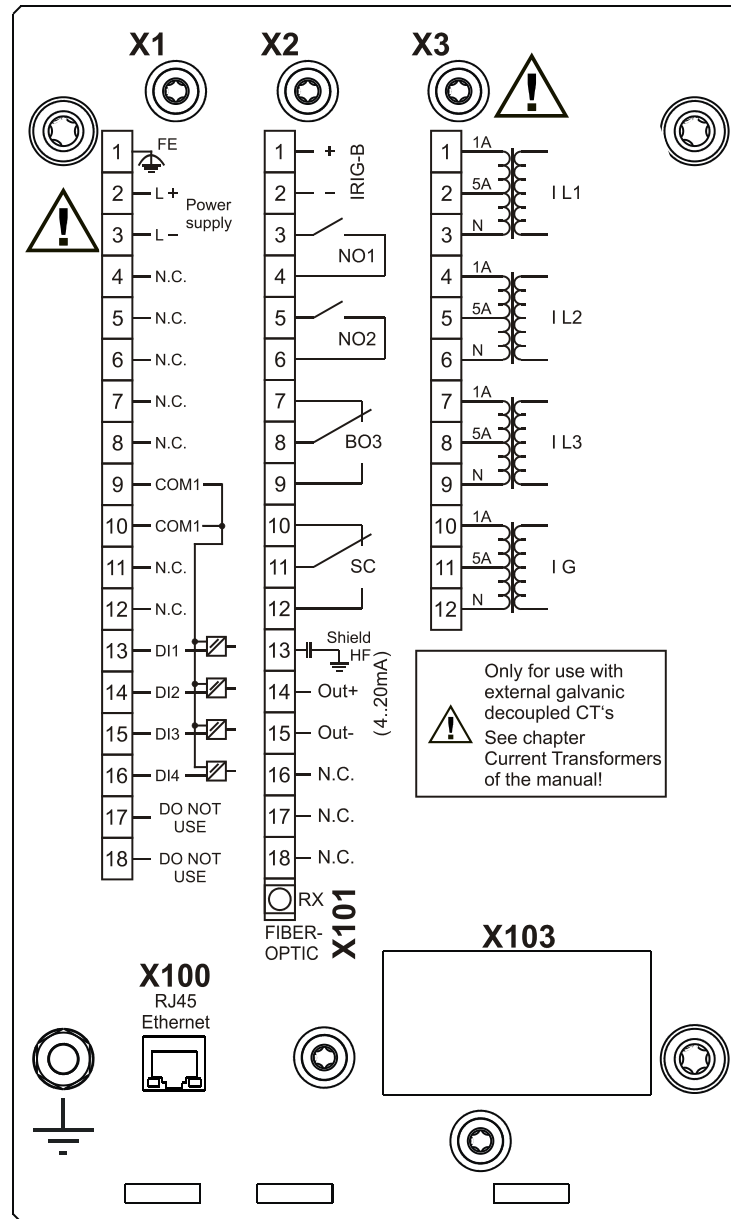 X1
1 FE
2 L+ Power
3 L− supply
4 N.C.
5 N.C.
6 N.C.
7 N.C.
8 N.C.
9 COM1
10 COM1
11 N.C.
12 N.C.
13 DI1
14 DI2
15 DI3
16 DI4
17 DO NOT
USE
18 DO NOT
USE
X2
1 +
2 −
IRIG-B
3
NO1
4
5
NO2
6
7
8 BO3
9
10
11 SC
12
13 Shield
HF
14 Out+
15 Out-
(4..20mA)
16 N.C.
17 N.C.
18 N.C.
RX
FIBER-
OPTIC
X101
X3
!
1 1A
2 5A I L1
3 N
4 1A
5 5A I L2
6 N
7 1A
8 5A I L3
9 N
10 1A
11 5A I G
12 N
!
!
Only for use with
external galvanic
decoupled CT‘s
See chapter
Current Transformers
of the manual!
X100
RJ45
Ethernet
X103